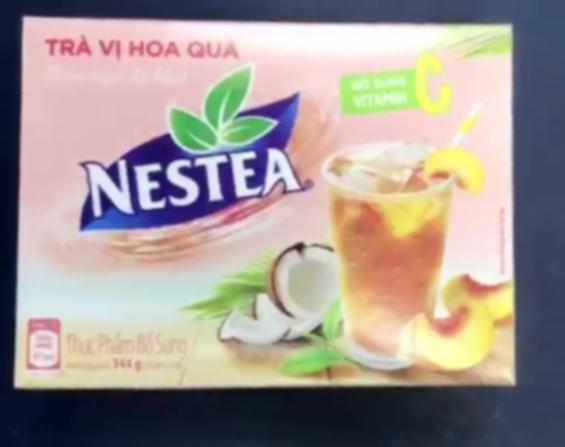 TRÀ VỊ HOA QUẢ
BỔ SUNG
VITAMIN C
NESTEA
Thực Phẩm Bổ Sung
144 g